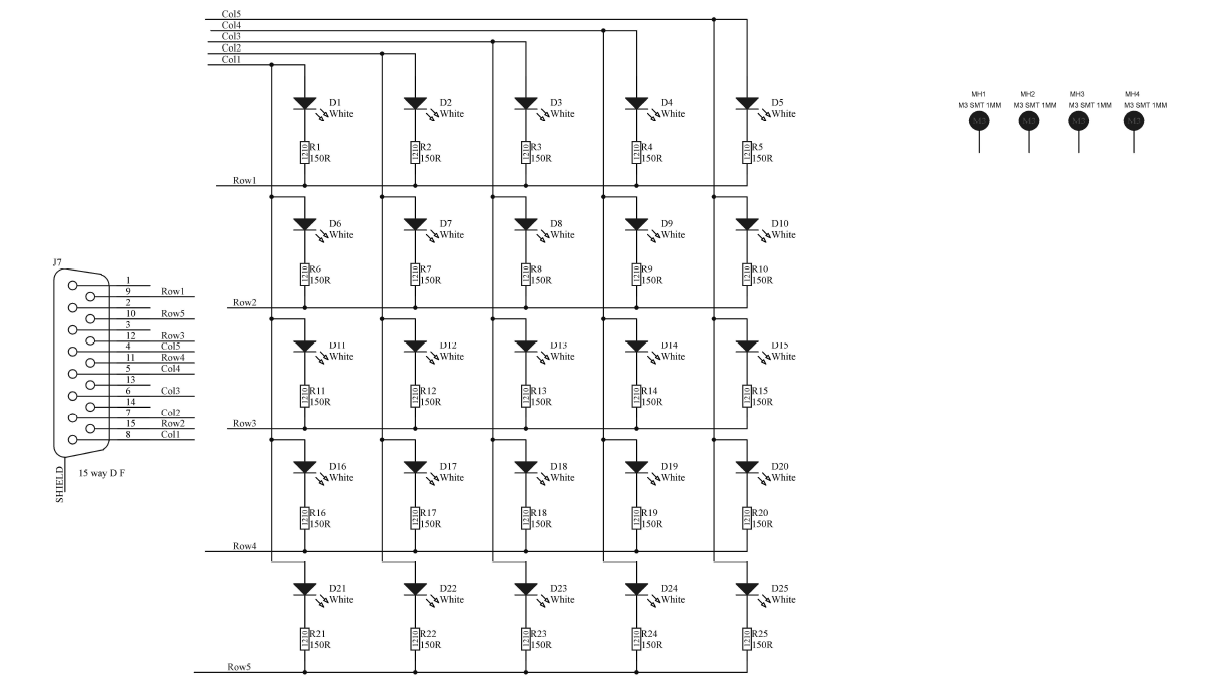 Col5
Col4
Col3
Col2
Col1
MH1 MH2 MH3 MH4
M3 SMT 1MM M3 SMT 1MM M3 SMT 1MM M3 SMT 1MM
M2 M2 M2 M2
D1 D2 D3 D4 D5
White White White White White
R1 R2 R3 R4 R5
1210 1210 1210 1210 1210
150R 150R 150R 150R 150R
Row1
D6 D7 D8 D9 D10
White White White White White
R6 R7 R8 R9 R10
1210 1210 1210 1210 1210
150R 150R 150R 150R 150R
Row2
D11 D12 D13 D14 D15
White White White White White
R11 R12 R13 R14 R15
1210 1210 1210 1210 1210
150R 150R 150R 150R 150R
Row3
D16 D17 D18 D19 D20
White White White White White
R16 R17 R18 R19 R20
1210 1210 1210 1210 1210
150R 150R 150R 150R 150R
Row4
D21 D22 D23 D24 D25
White White White White White
R21 R22 R23 R24 R25
1210 1210 1210 1210 1210
150R 150R 150R 150R 150R
Row5
J7
1
9 Row1
2
10 Row5
3
12 Row3
4 Col5
11 Row4
5 Col4
13
6 Col3
14
7 Col2
15 Row2
8 Col1
SHIELD
15 way D F